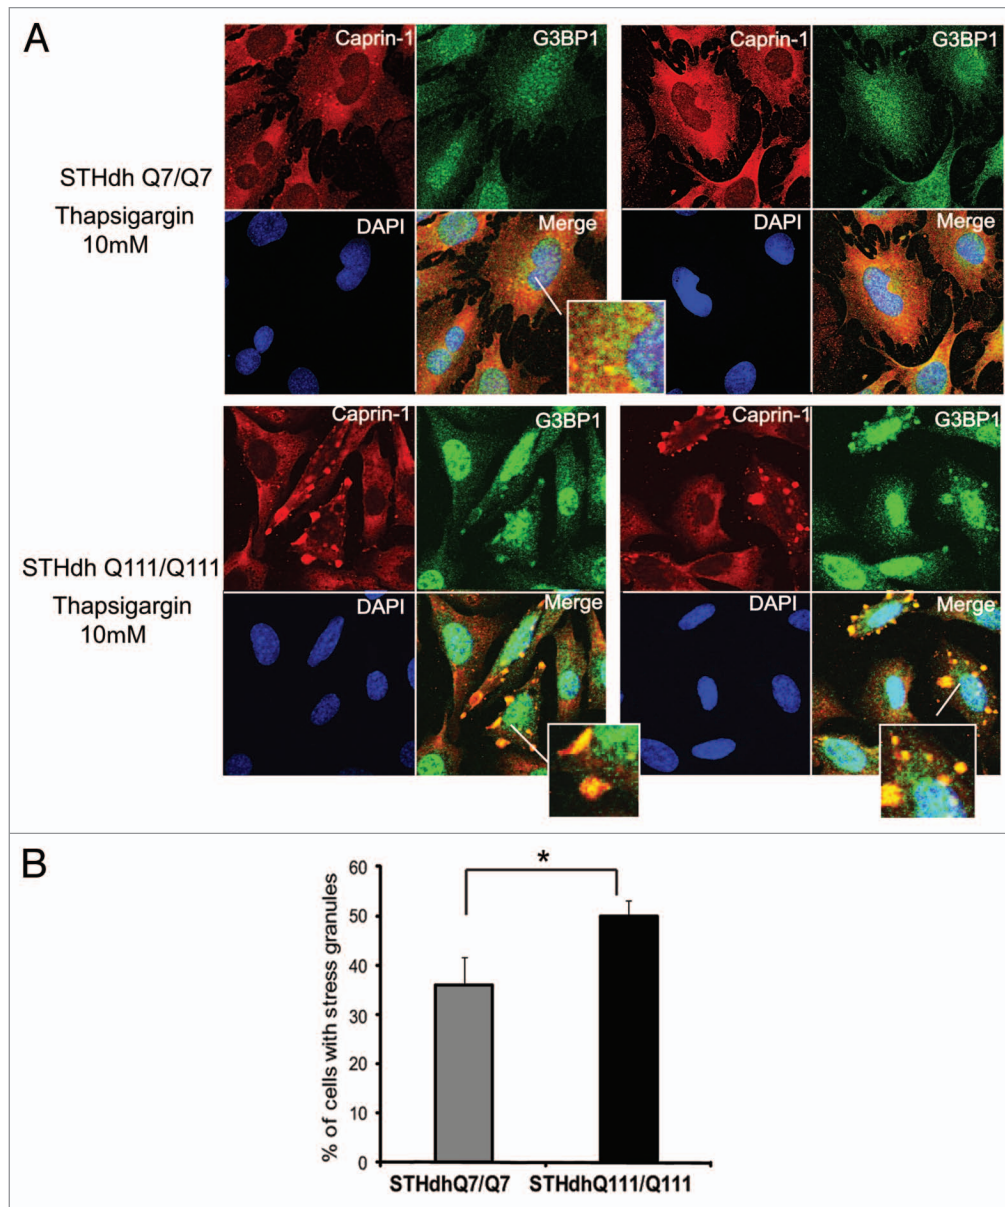 A
Caprin-1 G3BP1 Caprin-1 G3BP1
STHdh Q7/Q7
Thapsigargin
10mM
DAPI Merge DAPI Merge
Caprin-1 G3BP1 Caprin-1 G3BP1
STHdh Q111/Q111
Thapsigargin
10mM
DAPI Merge DAPI Merge
B
% of cells with stress granules
60
50
40
30
20
10
0
*
STHdhQ7/Q7 STHdhQ111/Q111